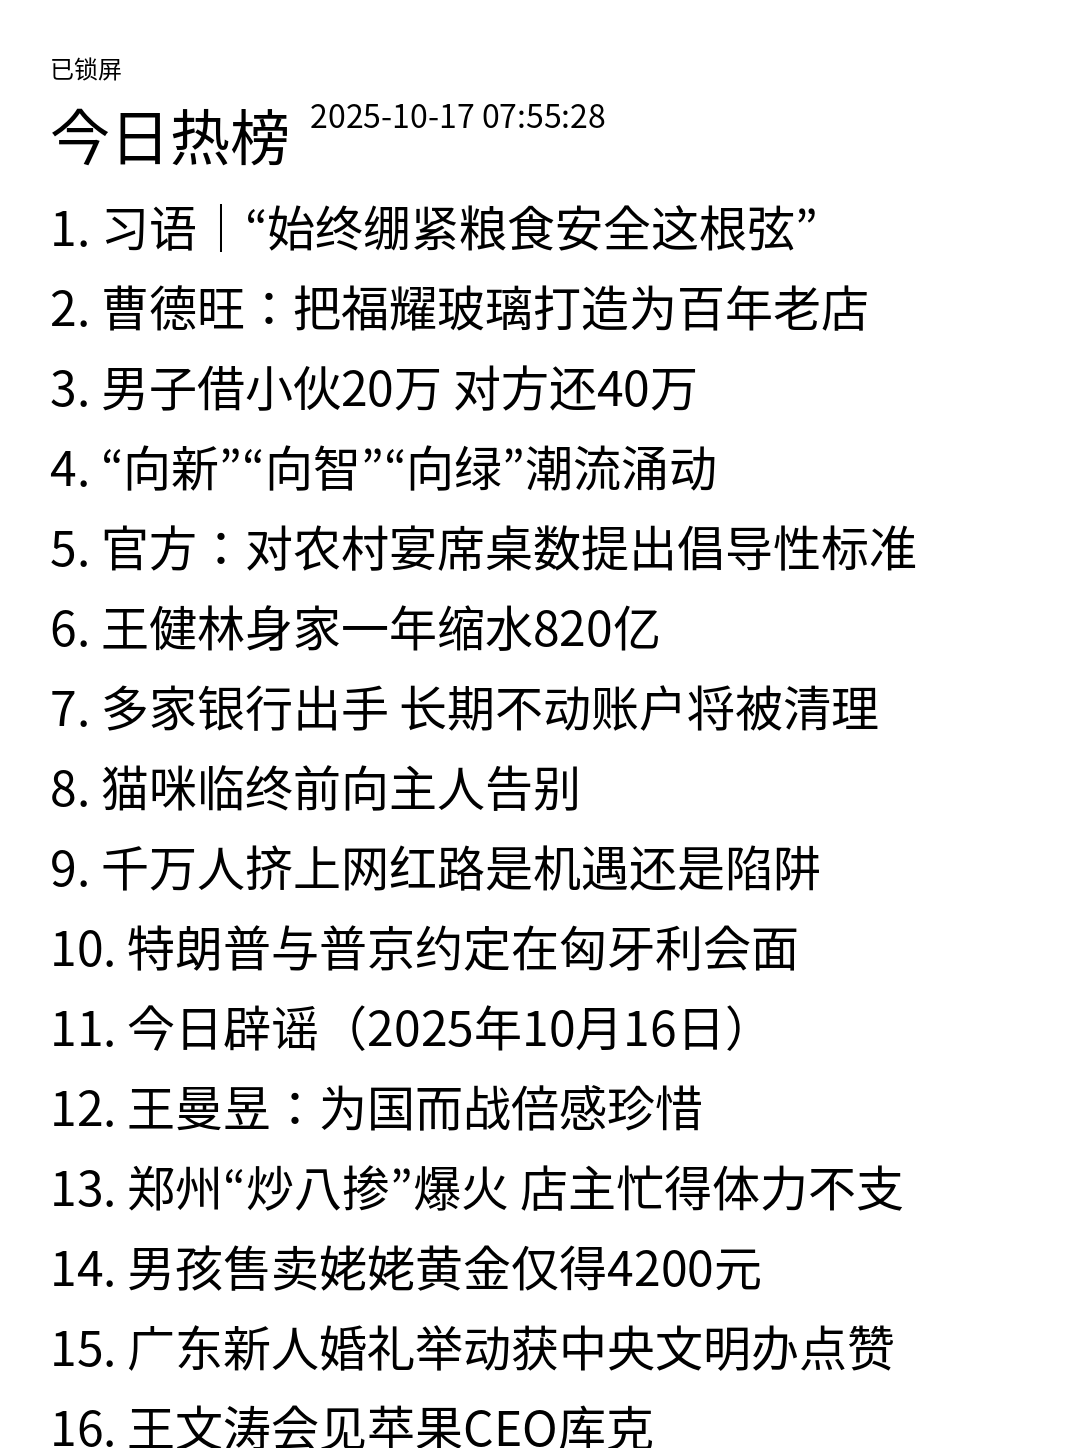 已锁屏
今日热榜 2025-10-17 07:55:28
1. 习语｜“始终绷紧粮食安全这根弦”
2. 曹德旺：把福耀玻璃打造为百年老店
3. 男子借小伙20万 对方还40万
4. “向新”“向智”“向绿”潮流涌动
5. 官方：对农村宴席桌数提出倡导性标准
6. 王健林身家一年缩水820亿
7. 多家银行出手 长期不动账户将被清理
8. 猫咪临终前向主人告别
9. 千万人挤上网红路是机遇还是陷阱
10. 特朗普与普京约定在匈牙利会面
11. 今日辟谣（2025年10月16日）
12. 王曼昱：为国而战倍感珍惜
13. 郑州“炒八掺”爆火 店主忙得体力不支
14. 男孩售卖姥姥黄金仅得4200元
15. 广东新人婚礼举动获中央文明办点赞
16. 王文涛会见苹果CEO库克